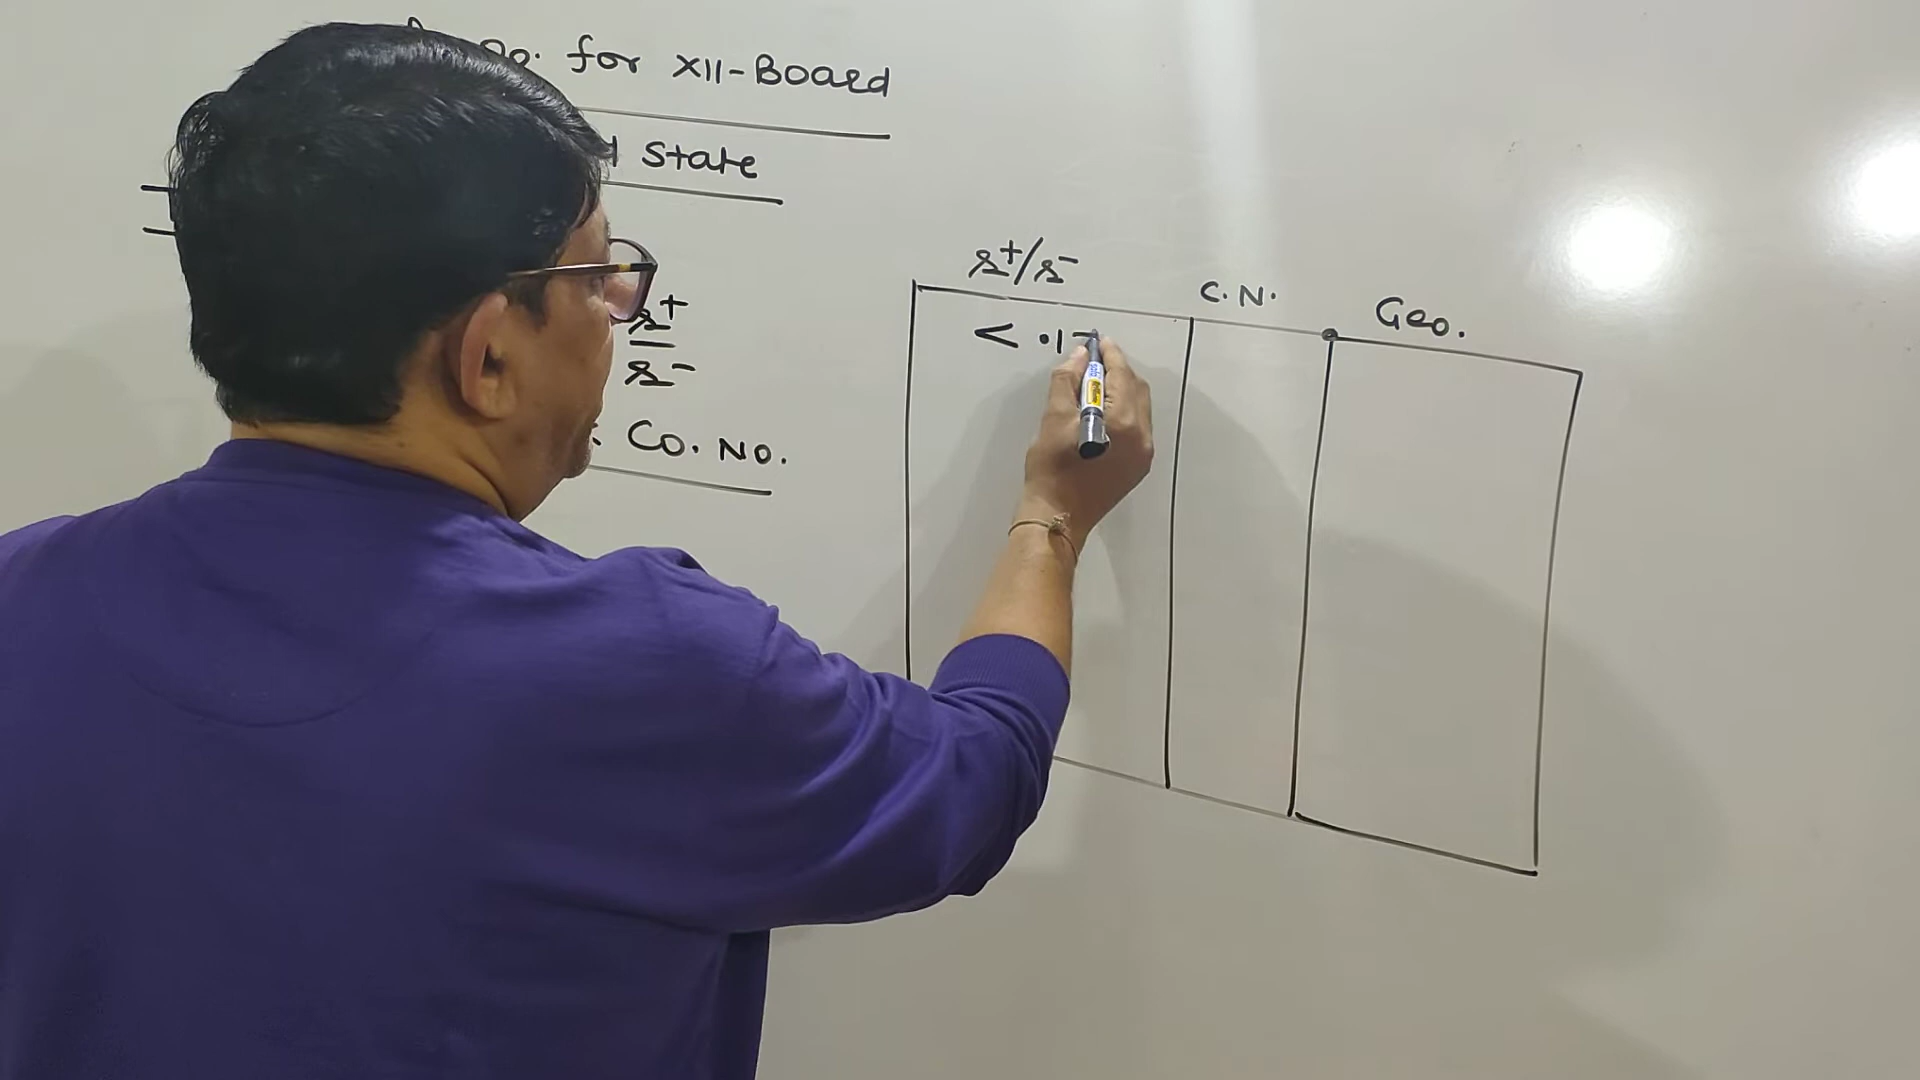 for XII-Board
State
r⁺
r⁻
Co. No.
r⁺/r⁻
C.N.
Geo.
< .1